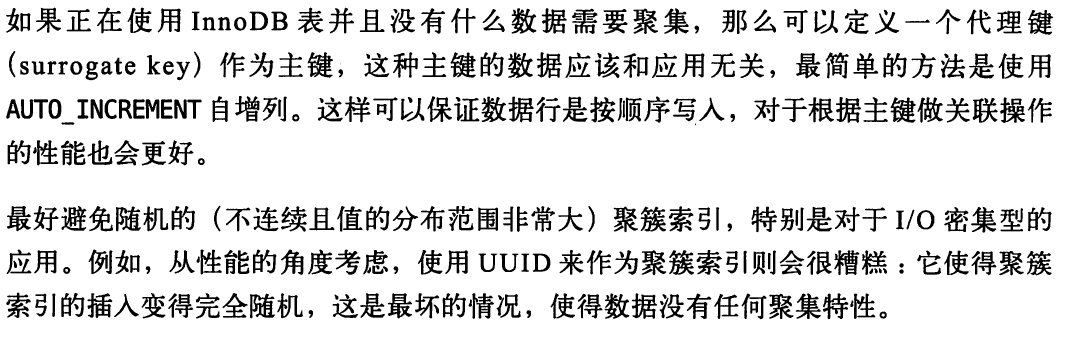 如果正在使用 InnoDB 表并且没有什么数据需要聚集，那么可以定义一个代理键
（surrogate key）作为主键，这种主键的数据应该和应用无关，最简单的方法是使用
AUTO_INCREMENT 自增列。这样可以保证数据行是按顺序写入，对于根据主键做关联操作
的性能也会更好。
最好避免随机的（不连续且值的分布范围非常大）聚簇索引，特别是对于 I/O 密集型的
应用。例如，从性能的角度考虑，使用 UUID 来作为聚簇索引则会很糟糕：它使得聚簇
索引的插入变得完全随机，这是最坏的情况，使得数据没有任何聚集特性。